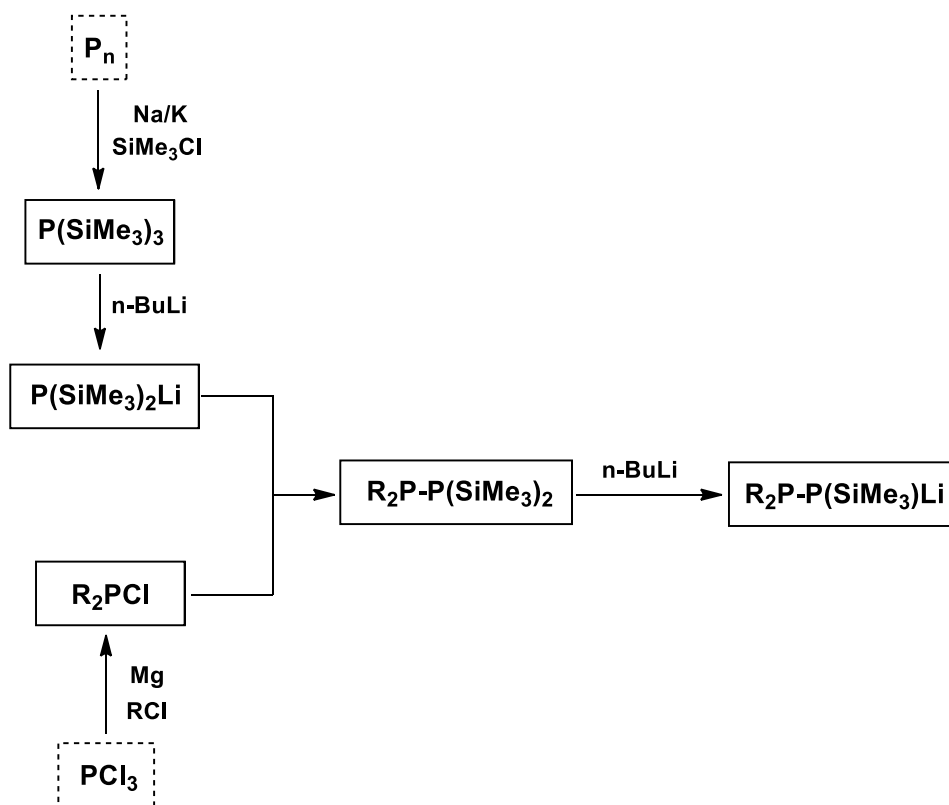 Pₙ
Na/K
SiMe₃Cl
P(SiMe₃)₃
n-BuLi
P(SiMe₃)₂Li
R₂P-P(SiMe₃)₂
n-BuLi
R₂P-P(SiMe₃)Li
R₂PCl
Mg
RCl
PCl₃